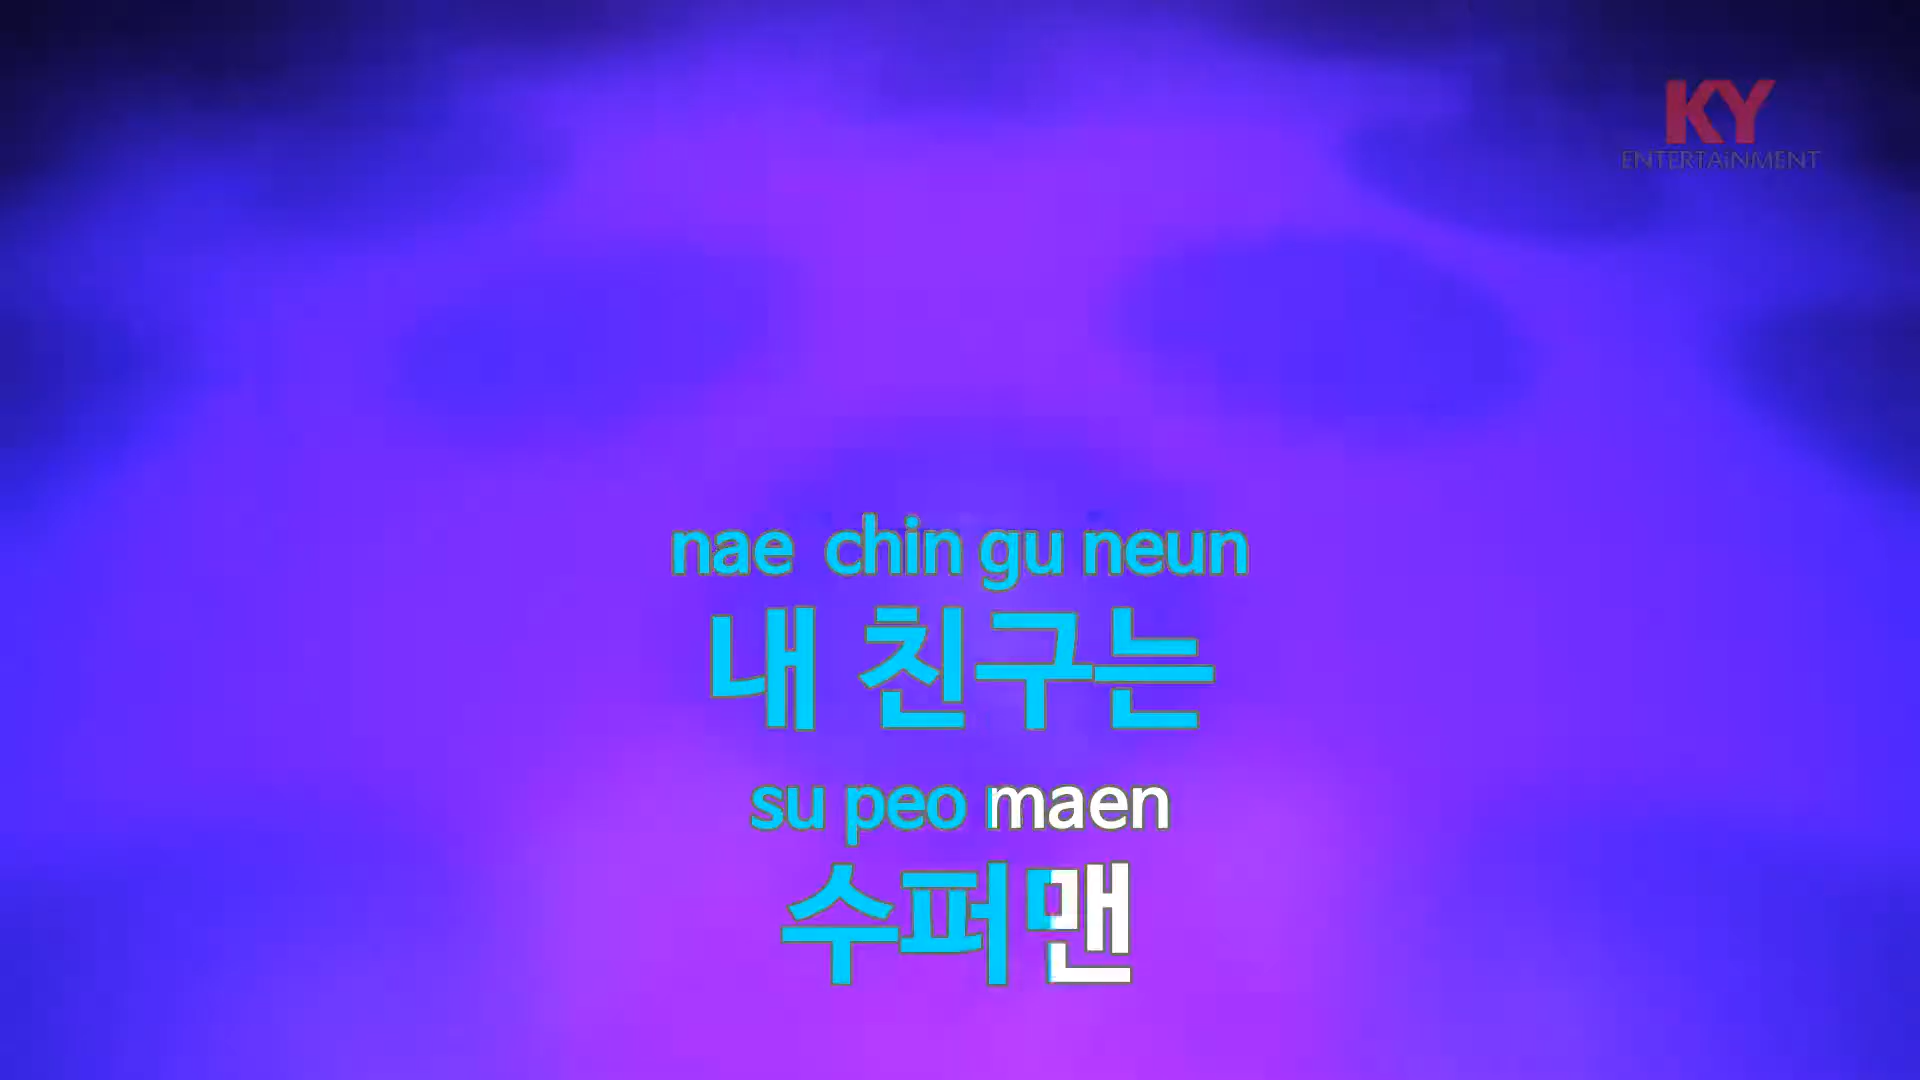 KY
ENTERTAiNMENT
nae chin gu neun
내 친구는
su peo maen
수퍼맨